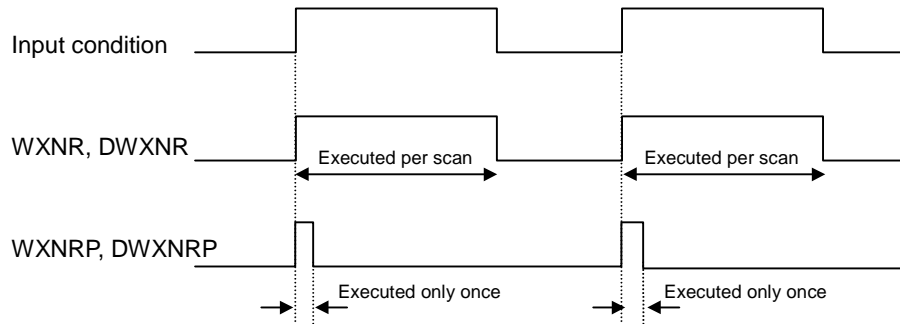 Input condition
WXNR, DWXNR
Executed per scan
Executed per scan
WXNRP, DWXNRP
Executed only once
Executed only once